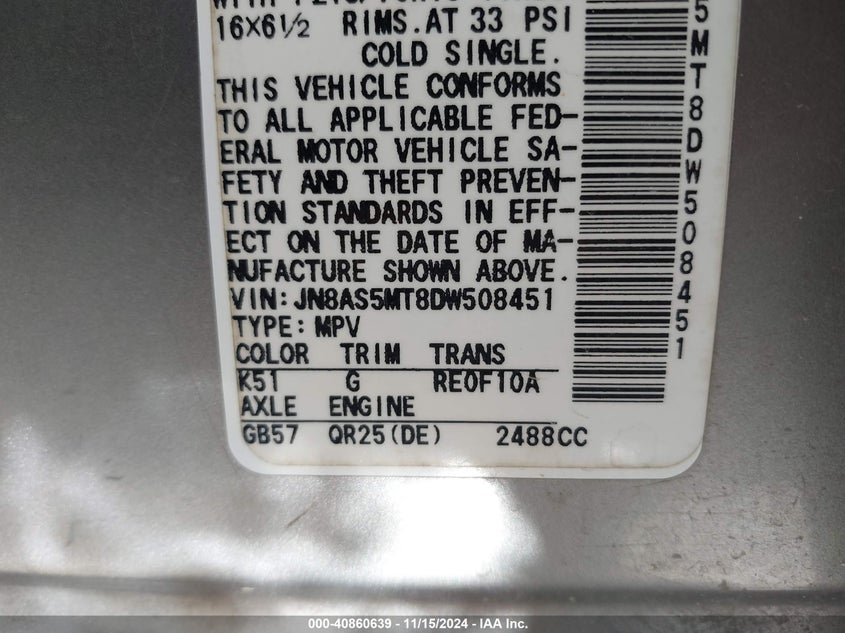 16X6½ RIMS.AT 33 PSI
COLD SINGLE.
THIS VEHICLE CONFORMS
TO ALL APPLICABLE FED-
ERAL MOTOR VEHICLE SA-
FETY AND THEFT PREVEN-
TION STANDARDS IN EFF-
ECT ON THE DATE OF MA-
NUFACTURE SHOWN ABOVE.
VIN:JN8AS5MT8DW508451
TYPE:MPV
COLOR TRIM TRANS
K51 G RE0F10A
AXLE ENGINE
GB57 QR25(DE) 2488CC
5MT8DW508451
000-40860639 - 11/15/2024 - IAA Inc.